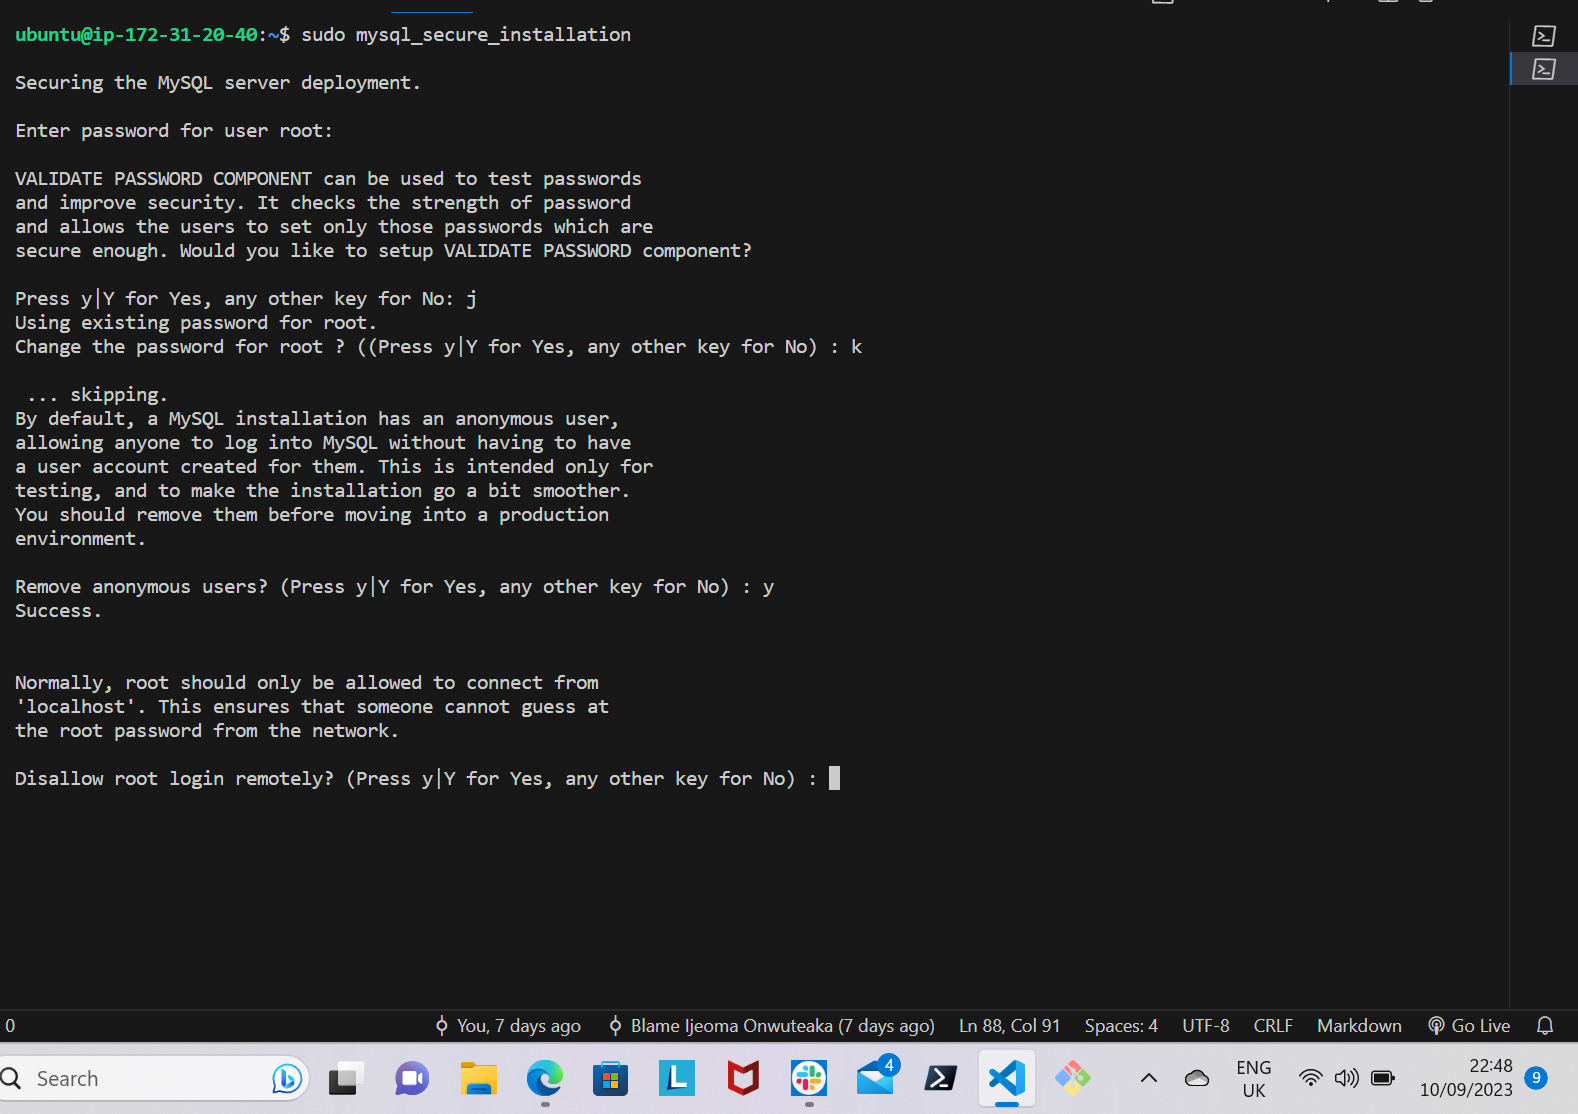 ubuntu@ip-172-31-20-40:~$ sudo mysql_secure_installation
Securing the MySQL server deployment.
Enter password for user root:
VALIDATE PASSWORD COMPONENT can be used to test passwords
and improve security. It checks the strength of password
and allows the users to set only those passwords which are
secure enough. Would you like to setup VALIDATE PASSWORD component?
Press y|Y for Yes, any other key for No: j
Using existing password for root.
Change the password for root ? ((Press y|Y for Yes, any other key for No) : k
... skipping.
By default, a MySQL installation has an anonymous user,
allowing anyone to log into MySQL without having to have
a user account created for them. This is intended only for
testing, and to make the installation go a bit smoother.
You should remove them before moving into a production
environment.
Remove anonymous users? (Press y|Y for Yes, any other key for No) : y
Success.
Normally, root should only be allowed to connect from
'localhost'. This ensures that someone cannot guess at
the root password from the network.
Disallow root login remotely? (Press y|Y for Yes, any other key for No) :
0 You, 7 days ago Blame Ijeoma Onwuteaka (7 days ago) Ln 88, Col 91 Spaces: 4 UTF-8 CRLF Markdown Go Live
Search L 4 ENG 22:48
UK 10/09/2023 9